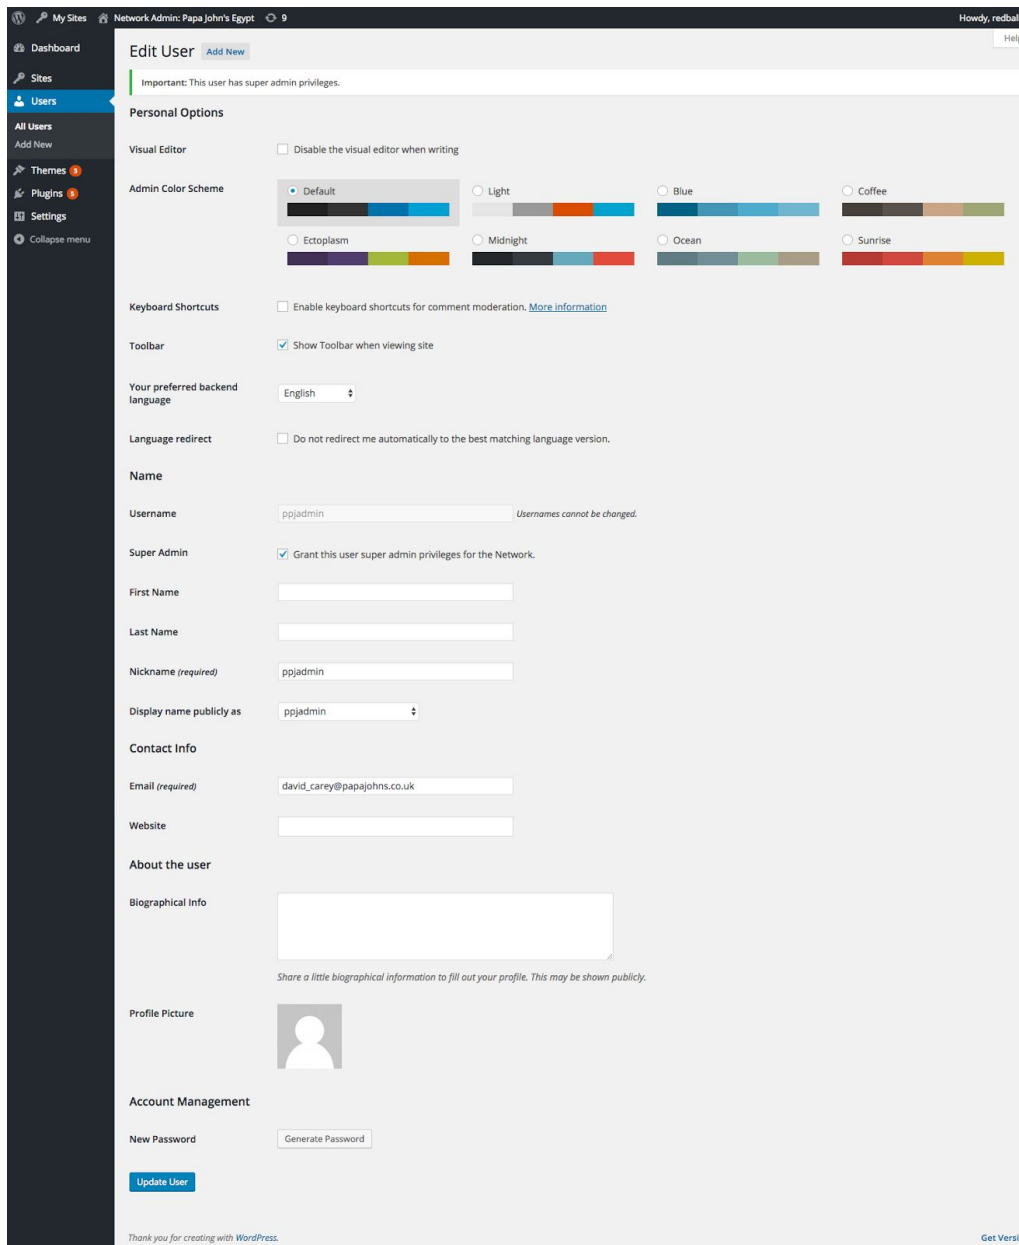 My Sites Network Admin: Papa John's Egypt 9 Howdy, redbal
Help
Dashboard
Sites
Users
All Users
Add New
Themes 3
Plugins 5
Settings
Collapse menu
Edit User Add New
Important: This user has super admin privileges.
Personal Options
Visual Editor Disable the visual editor when writing
Admin Color Scheme Default Light Blue Coffee
Ectoplasm Midnight Ocean Sunrise
Keyboard Shortcuts Enable keyboard shortcuts for comment moderation. More information
Toolbar Show Toolbar when viewing site
Your preferred backend
language
English
Language redirect Do not redirect me automatically to the best matching language version.
Name
Username ppjadmin Usernames cannot be changed.
Super Admin Grant this user super admin privileges for the Network.
First Name
Last Name
Nickname (required) ppjadmin
Display name publicly as ppjadmin
Contact Info
Email (required) david_carey@papajohns.co.uk
Website
About the user
Biographical Info
Share a little biographical information to fill out your profile. This may be shown publicly.
Profile Picture
Account Management
New Password Generate Password
Update User
Thank you for creating with WordPress. Get Versi